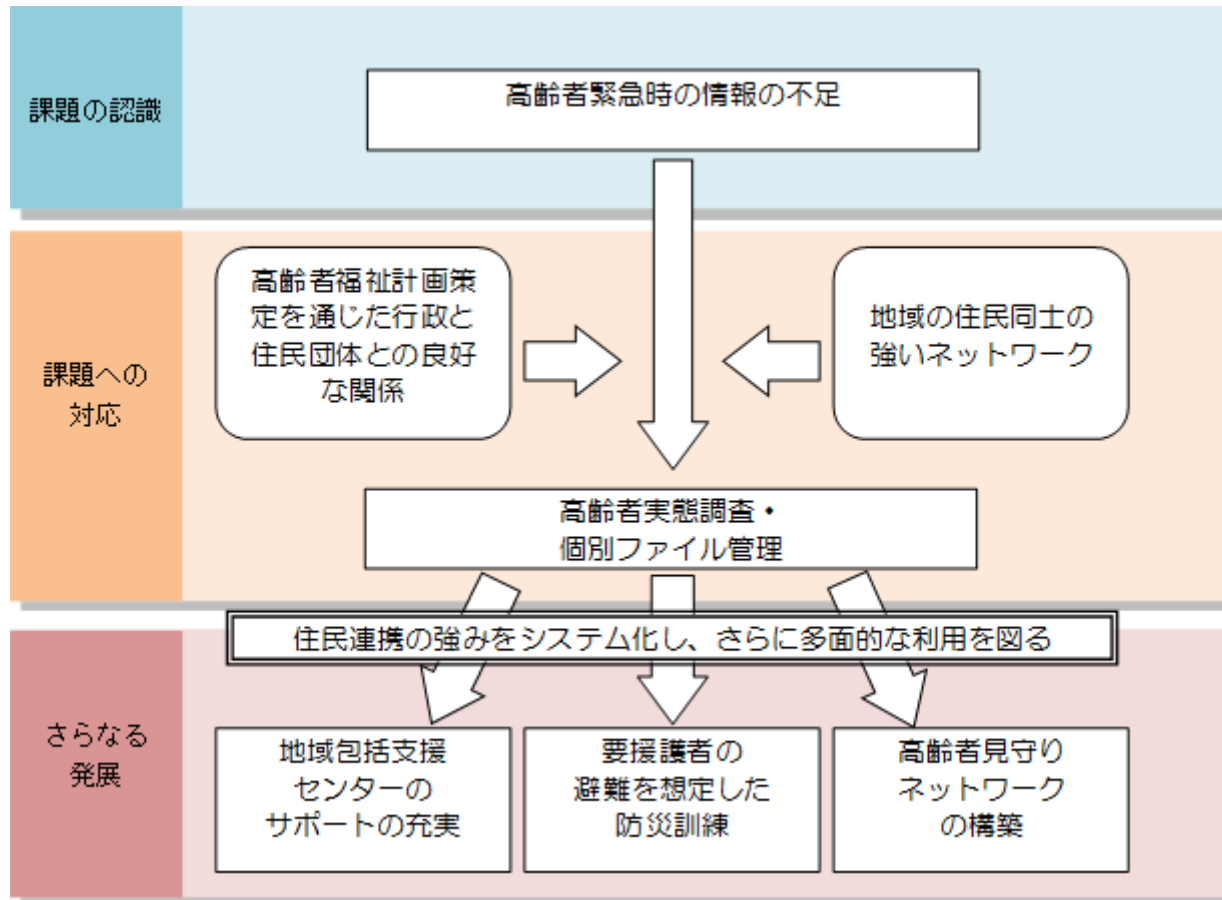 課題の認識
高齢者緊急時の情報の不足
課題への
対応
高齢者福祉計画策
定を通じた行政と
住民団体との良好
な関係
地域の住民同士の
強いネットワーク
高齢者実態調査・
個別ファイル管理
住民連携の強みをシステム化し、さらに多面的な利用を図る
さらなる
発展
地域包括支援
センターの
サポートの充実
要援護者の
避難を想定した
防災訓練
高齢者見守り
ネットワーク
の構築